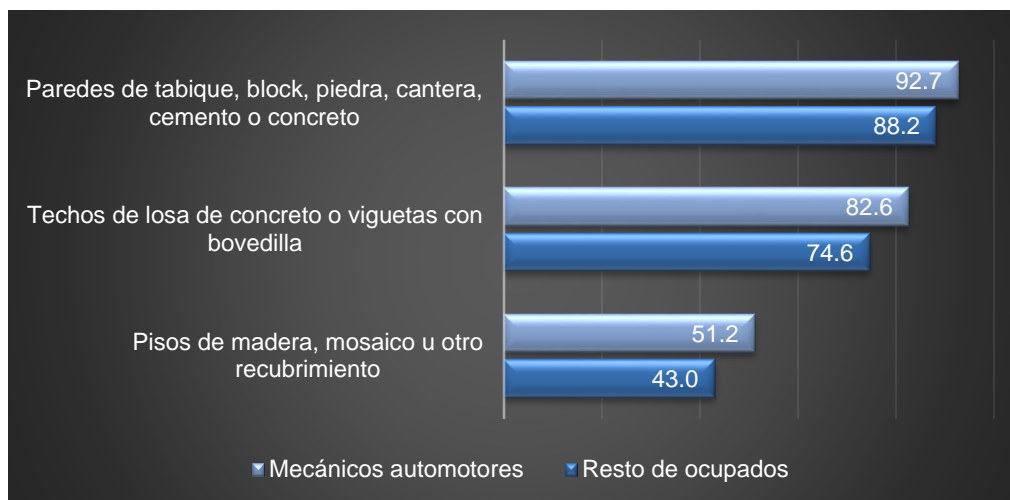 Paredes de tabique, block, piedra, cantera,
cemento o concreto
92.7
88.2
Techos de losa de concreto o viguetas con
bovedilla
82.6
74.6
Pisos de madera, mosaico u otro
recubrimiento
51.2
43.0
Mecánicos automotores
Resto de ocupados